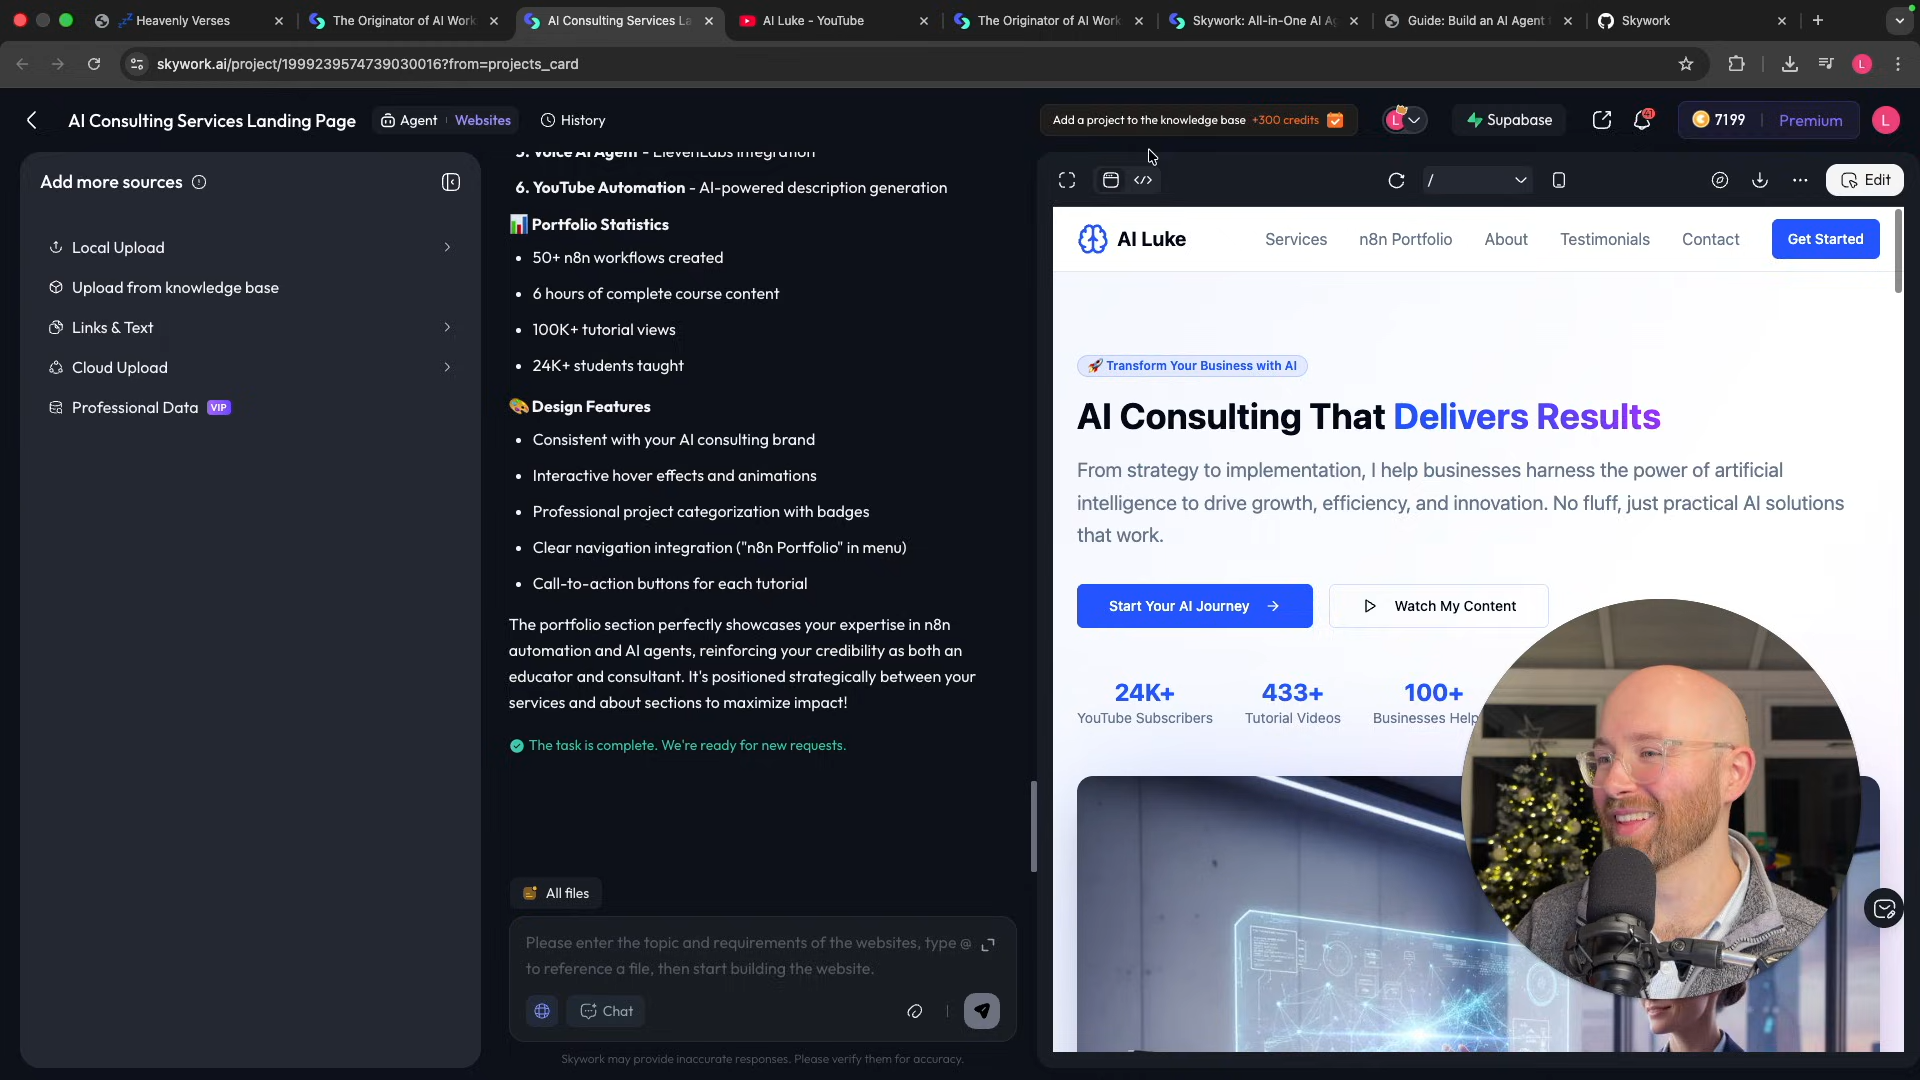 Heavenly Verses
The Originator of AI Work
AI Consulting Services La
AI Luke - YouTube
The Originator of AI Work
Skywork: All-in-One AI Ag
Guide: Build an AI Agent
Skywork
skywork.ai/project/1999239574739030016?from=projects_card
L
AI Consulting Services Landing Page
Agent
Websites
History
Add a project to the knowledge base +300 credits
L
Supabase
41
7199
Premium
L
Add more sources
Local Upload
Upload from knowledge base
Links & Text
Cloud Upload
Professional Data VIP
5. Voice AI Agent - ElevenLabs integration
6. YouTube Automation - AI-powered description generation
📊 Portfolio Statistics
• 50+ n8n workflows created
• 6 hours of complete course content
• 100K+ tutorial views
• 24K+ students taught
🎨 Design Features
• Consistent with your AI consulting brand
• Interactive hover effects and animations
• Professional project categorization with badges
• Clear navigation integration ("n8n Portfolio" in menu)
• Call-to-action buttons for each tutorial
The portfolio section perfectly showcases your expertise in n8n
automation and AI agents, reinforcing your credibility as both an
educator and consultant. It's positioned strategically between your
services and about sections to maximize impact!
The task is complete. We're ready for new requests.
All files
Please enter the topic and requirements of the websites, type @
to reference a file, then start building the website.
Chat
Skywork may provide inaccurate responses. Please verify them for accuracy.
/
Edit
AI Luke
Services
n8n Portfolio
About
Testimonials
Contact
Get Started
🚀 Transform Your Business with AI
AI Consulting That Delivers Results
From strategy to implementation, I help businesses harness the power of artificial
intelligence to drive growth, efficiency, and innovation. No fluff, just practical AI solutions
that work.
Start Your AI Journey
Watch My Content
24K+
YouTube Subscribers
433+
Tutorial Videos
100+
Businesses Help